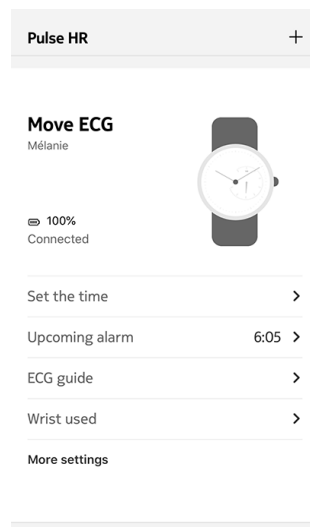 Pulse HR
Move ECG
Mélanie
100%
Connected
Set the time
Upcoming alarm 6:05
ECG guide
Wrist used
More settings